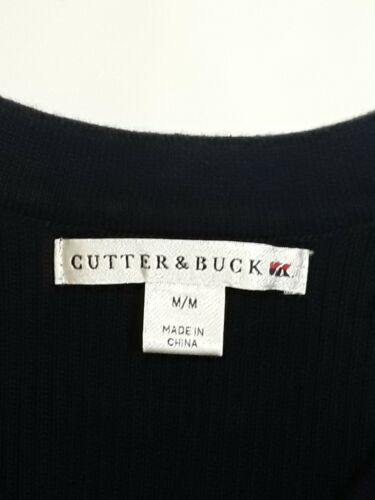 CUTTER & BUCK
M/M
MADE IN
CHINA